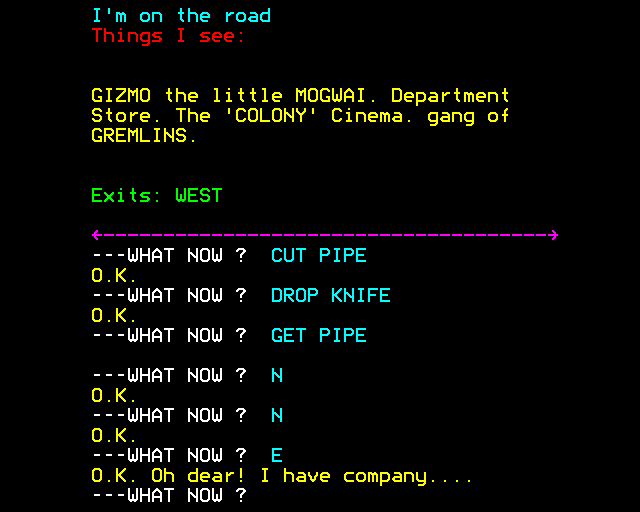 I'm on the road
Things I see:
GIZMO the little MOGWAI. Department
Store. The 'COLONY' Cinema. gang of
GREMLINS.
Exits: WEST
<-------------------------------------->
---WHAT NOW ?  CUT PIPE
O.K.
---WHAT NOW ?  DROP KNIFE
O.K.
---WHAT NOW ?  GET PIPE
---WHAT NOW ?  N
O.K.
---WHAT NOW ?  N
O.K.
---WHAT NOW ?  E
O.K. Oh dear! I have company....
---WHAT NOW ?